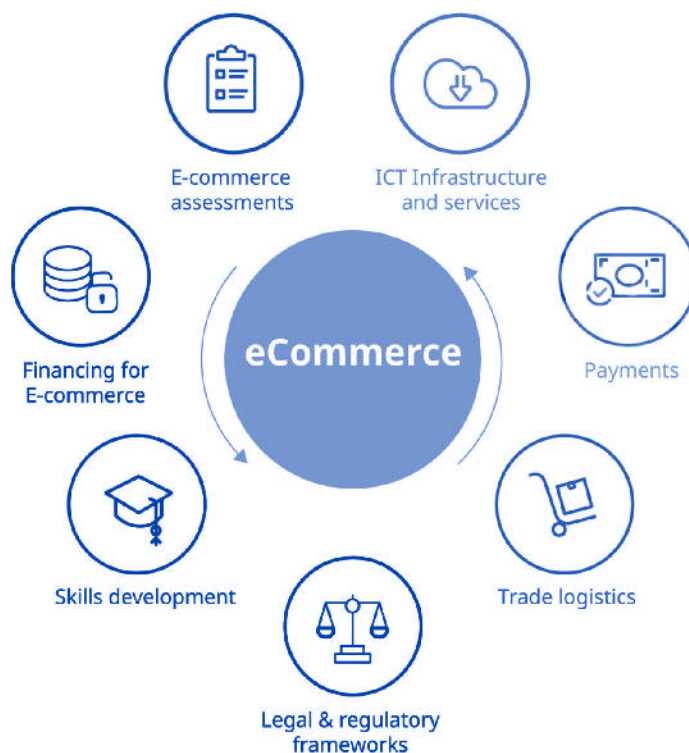 E-commerce
assessments
ICT Infrastructure
and services
Financing for
E-commerce
eCommerce
Payments
Skills development
Trade logistics
Legal & regulatory
frameworks